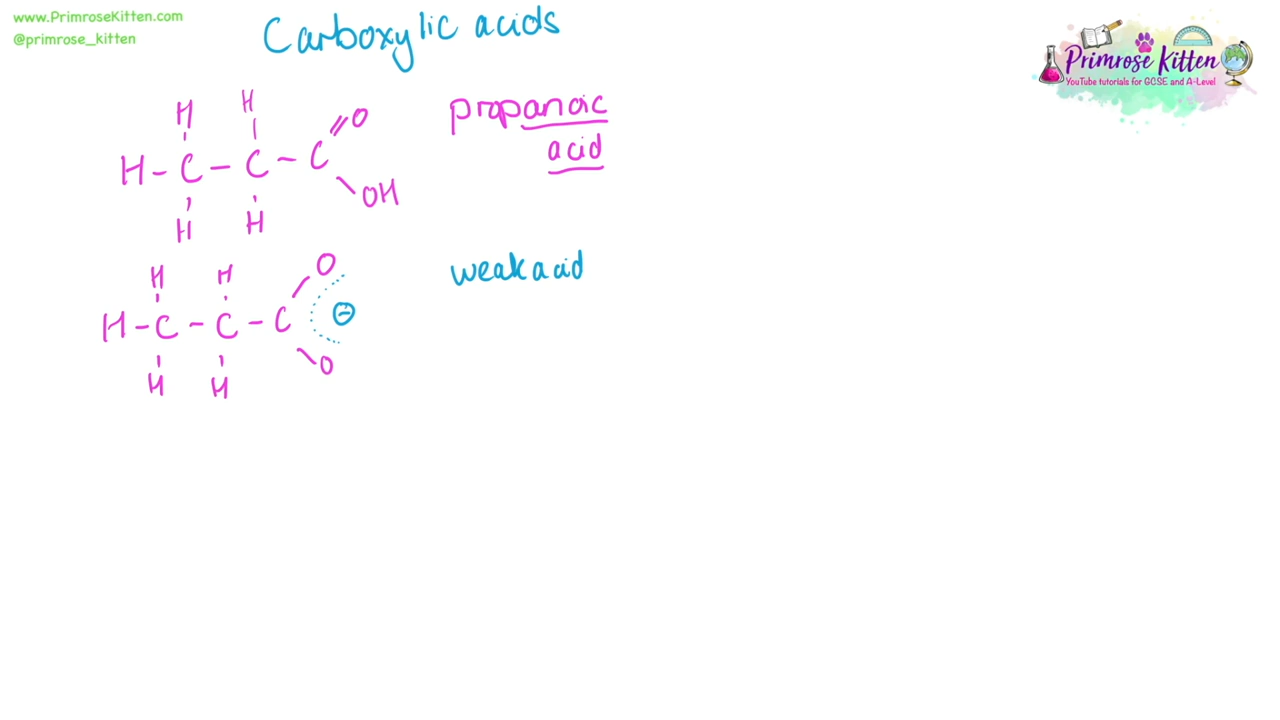 www.PrimroseKitten.com
@primrose_kitten
Carboxylic acids
Primrose Kitten
YouTube tutorials for GCSE and A-Level
H H
O
H - C - C - C
OH
H H
propanoic
acid
O
H H
H - C - C - C
⊖
O
H H
weak acid